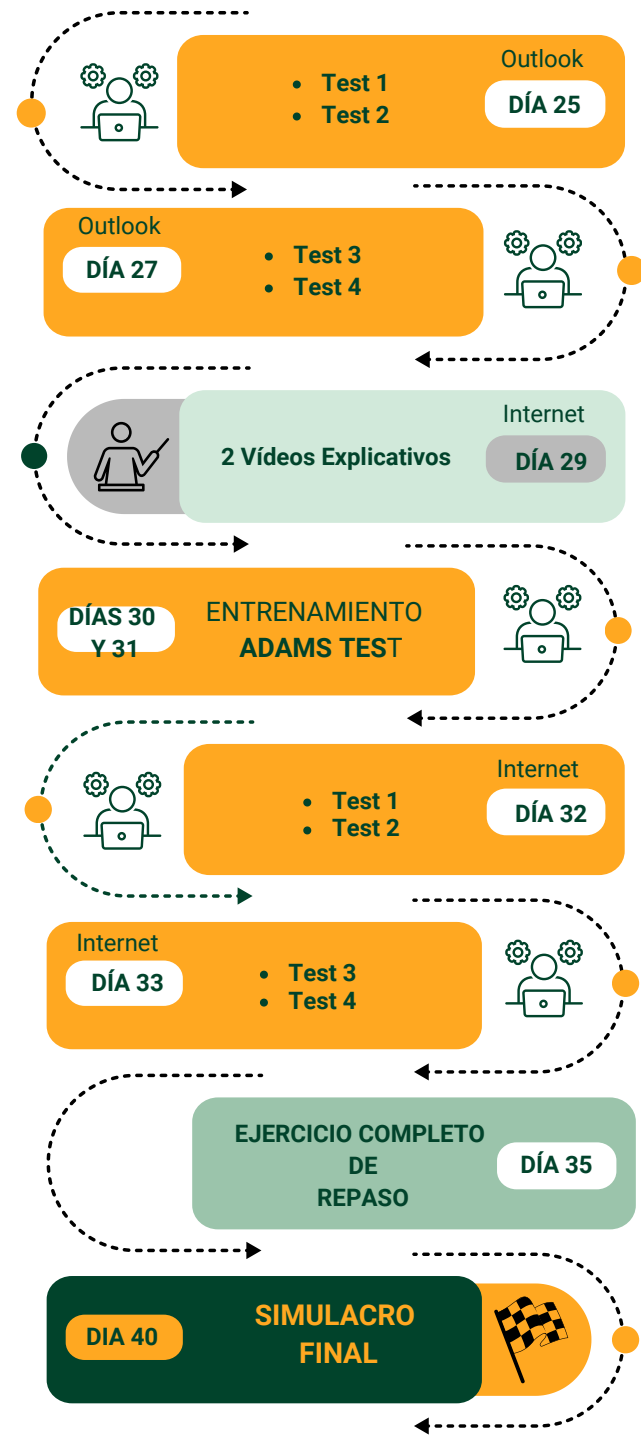 Outlook
• Test 1
• Test 2
DÍA 25
Outlook
DÍA 27
• Test 3
• Test 4
Internet
2 Vídeos Explicativos
DÍA 29
DÍAS 30
Y 31
ENTRENAMIENTO
ADAMS TEST
Internet
• Test 1
• Test 2
DÍA 32
Internet
DÍA 33
• Test 3
• Test 4
EJERCICIO COMPLETO
DE
REPASO
DÍA 35
DIA 40
SIMULACRO
FINAL